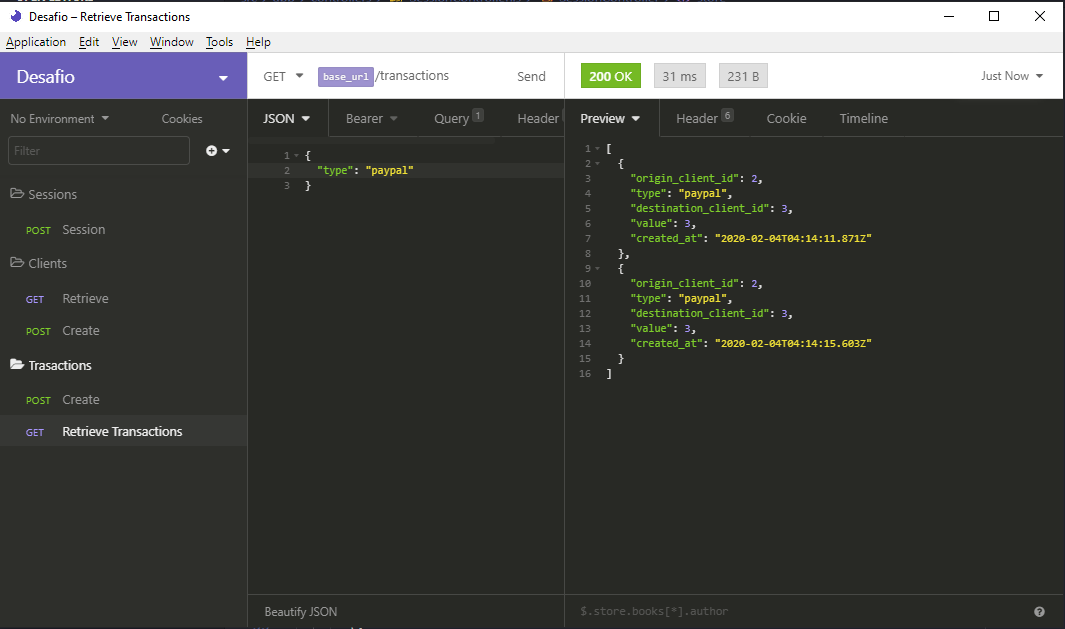 Desafio – Retrieve Transactions
Application Edit View Window Tools Help
Desafio
GET base_url/transactions Send
200 OK 31 ms 231 B Just Now
No Environment Cookies
JSON Bearer Query 1 Header
Preview Header 6 Cookie Timeline
Filter
Sessions
POST Session
Clients
GET Retrieve
POST Create
Trasactions
POST Create
GET Retrieve Transactions
1 {
2 "type": "paypal"
3 }
Beautify JSON
1 [
2 {
3 "origin_client_id": 2,
4 "type": "paypal",
5 "destination_client_id": 3,
6 "value": 3,
7 "created_at": "2020-02-04T04:14:11.871Z"
8 },
9 {
10 "origin_client_id": 2,
11 "type": "paypal",
12 "destination_client_id": 3,
13 "value": 3,
14 "created_at": "2020-02-04T04:14:15.603Z"
15 }
16 ]
$.store.books[*].author